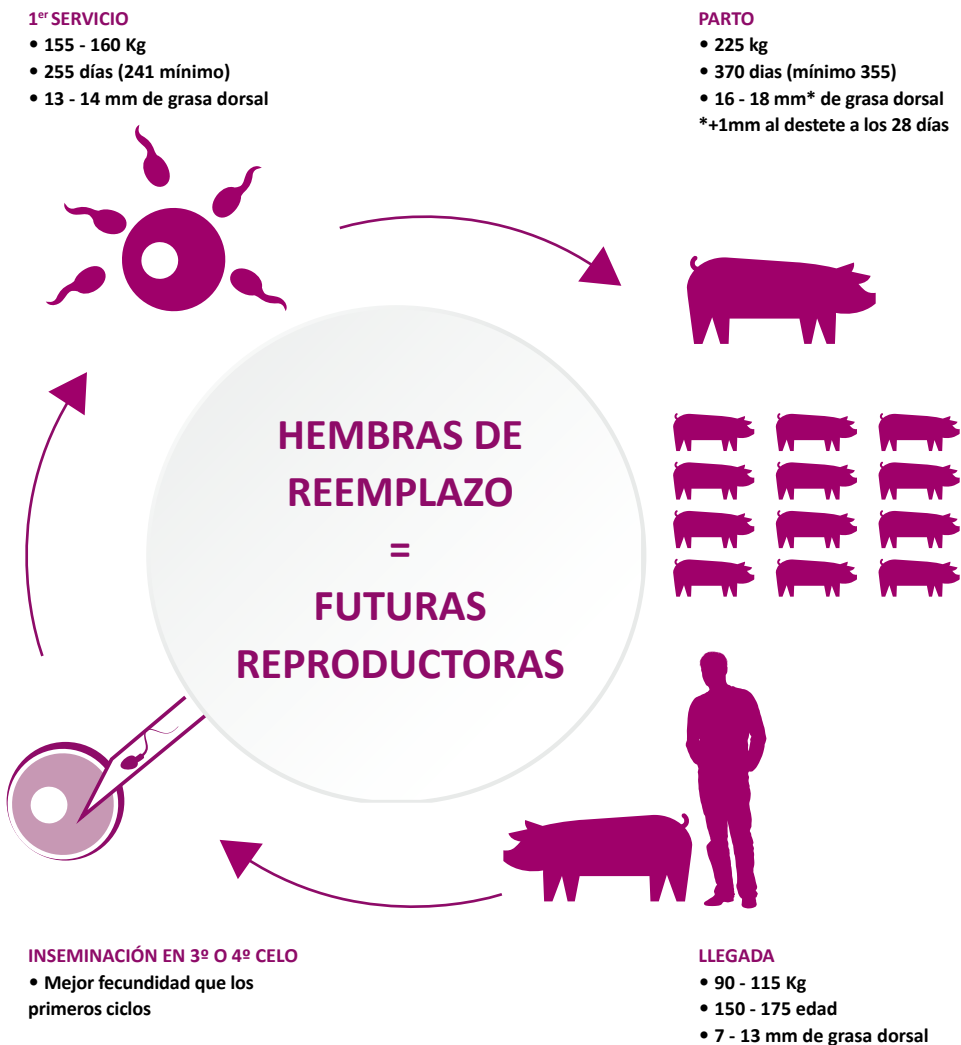 1er SERVICIO
• 155 - 160 Kg
• 255 días (241 mínimo)
• 13 - 14 mm de grasa dorsal
PARTO
• 225 kg
• 370 dias (mínimo 355)
• 16 - 18 mm* de grasa dorsal
*+1mm al destete a los 28 días
HEMBRAS DE
REEMPLAZO
=
FUTURAS
REPRODUCTORAS
INSEMINACIÓN EN 3º O 4º CELO
• Mejor fecundidad que los
primeros ciclos
LLEGADA
• 90 - 115 Kg
• 150 - 175 edad
• 7 - 13 mm de grasa dorsal